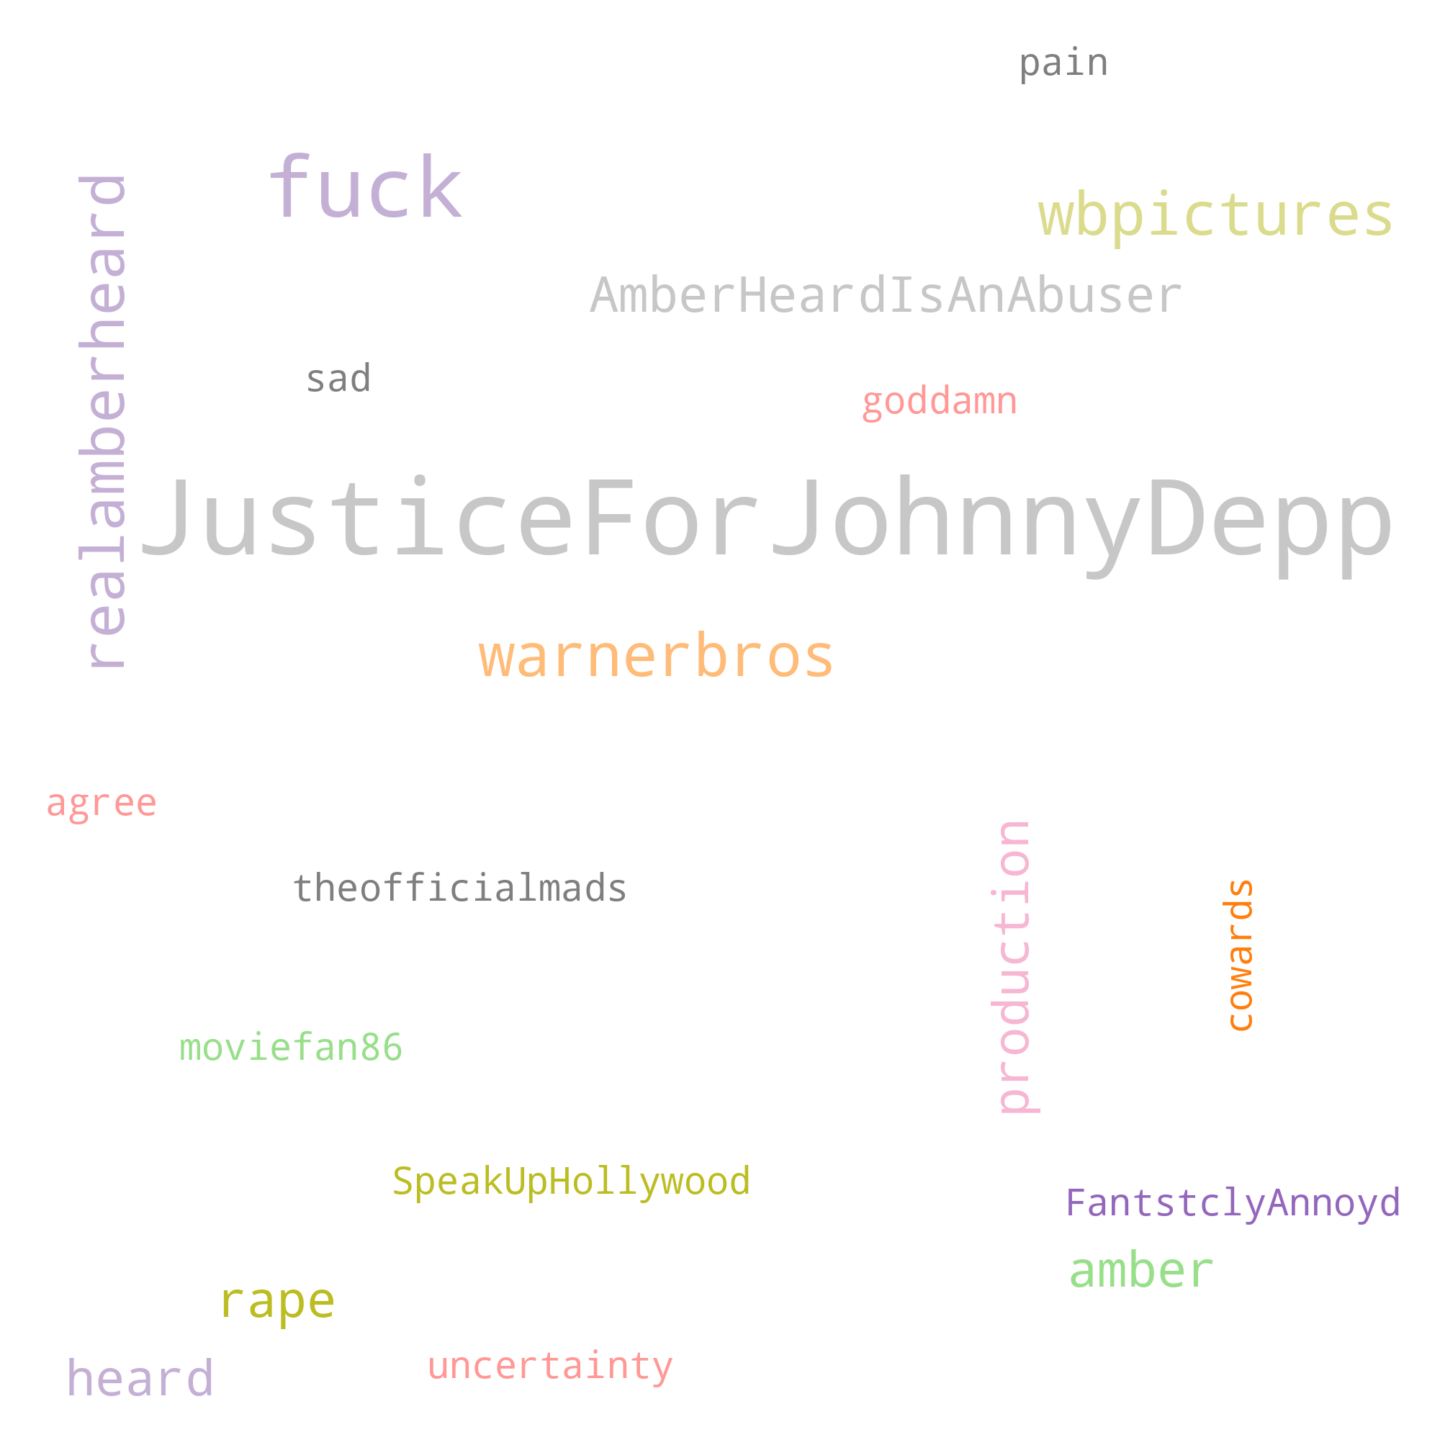 pain
fuck
realamberheard
wbpictures
AmberHeardIsAnAbuser
sad
goddamn
JusticeForJohnnyDepp
warnerbros
agree
theofficialmads
production
cowards
moviefan86
SpeakUpHollywood
FantstclyAnnoyd
amber
rape
uncertainty
heard